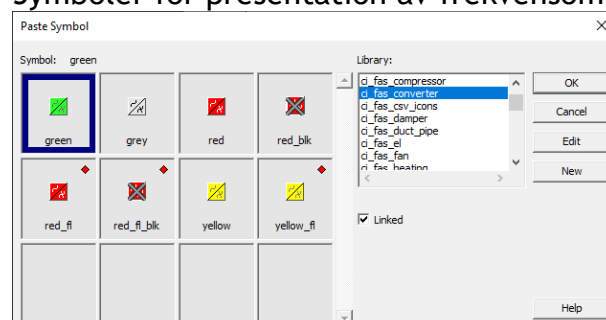 Symboler för presentation av frekvensom
Paste Symbol
Symbol: green
Library:
ci_fas_compressor
ci_fas_converter
ci_fas_csv_icons
ci_fas_damper
ci_fas_duct_pipe
ci_fas_el
ci_fas_fan
ci_fas_heating
OK
Cancel
Edit
New
green
grey
red
red_blk
red_fl
red_fl_blk
yellow
yellow_fl
Linked
Help